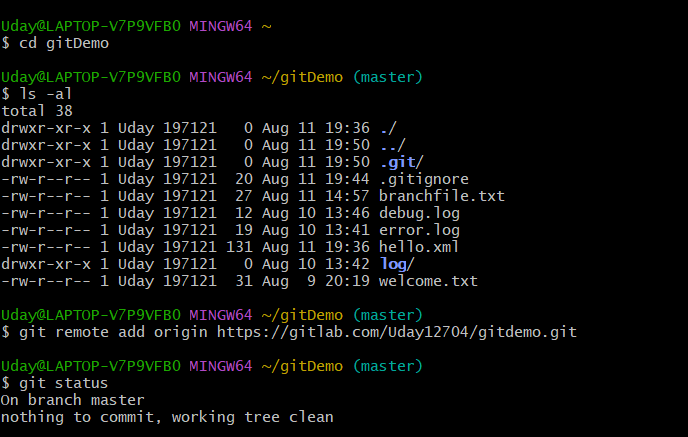 Uday@LAPTOP-V7P9VFB0 MINGW64 ~
$ cd gitDemo
Uday@LAPTOP-V7P9VFB0 MINGW64 ~/gitDemo (master)
$ ls -al
total 38
drwxr-xr-x 1 Uday 197121   0 Aug 11 19:36 ./
drwxr-xr-x 1 Uday 197121   0 Aug 11 19:50 ../
drwxr-xr-x 1 Uday 197121   0 Aug 11 19:50 .git/
-rw-r--r-- 1 Uday 197121  20 Aug 11 19:44 .gitignore
-rw-r--r-- 1 Uday 197121  27 Aug 11 14:57 branchfile.txt
-rw-r--r-- 1 Uday 197121  12 Aug 10 13:46 debug.log
-rw-r--r-- 1 Uday 197121  19 Aug 10 13:41 error.log
-rw-r--r-- 1 Uday 197121 131 Aug 11 19:36 hello.xml
drwxr-xr-x 1 Uday 197121   0 Aug 10 13:42 log/
-rw-r--r-- 1 Uday 197121  31 Aug  9 20:19 welcome.txt
Uday@LAPTOP-V7P9VFB0 MINGW64 ~/gitDemo (master)
$ git remote add origin https://gitlab.com/Uday12704/gitdemo.git
Uday@LAPTOP-V7P9VFB0 MINGW64 ~/gitDemo (master)
$ git status
On branch master
nothing to commit, working tree clean